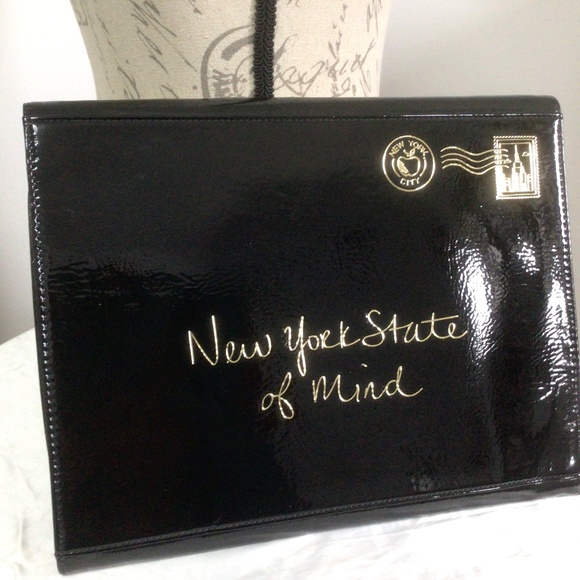 NEW YORK
CITY
New York State
of Mind